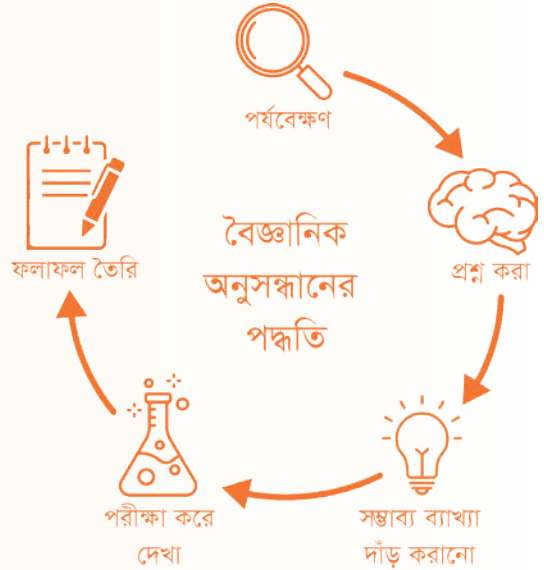 পর্যবেক্ষণ
প্রশ্ন করা
সম্ভাব্য ব্যাখ্যা
দাঁড় করানো
পরীক্ষা করে
দেখা
ফলাফল তৈরি
বৈজ্ঞানিক
অনুসন্ধানের
পদ্ধতি